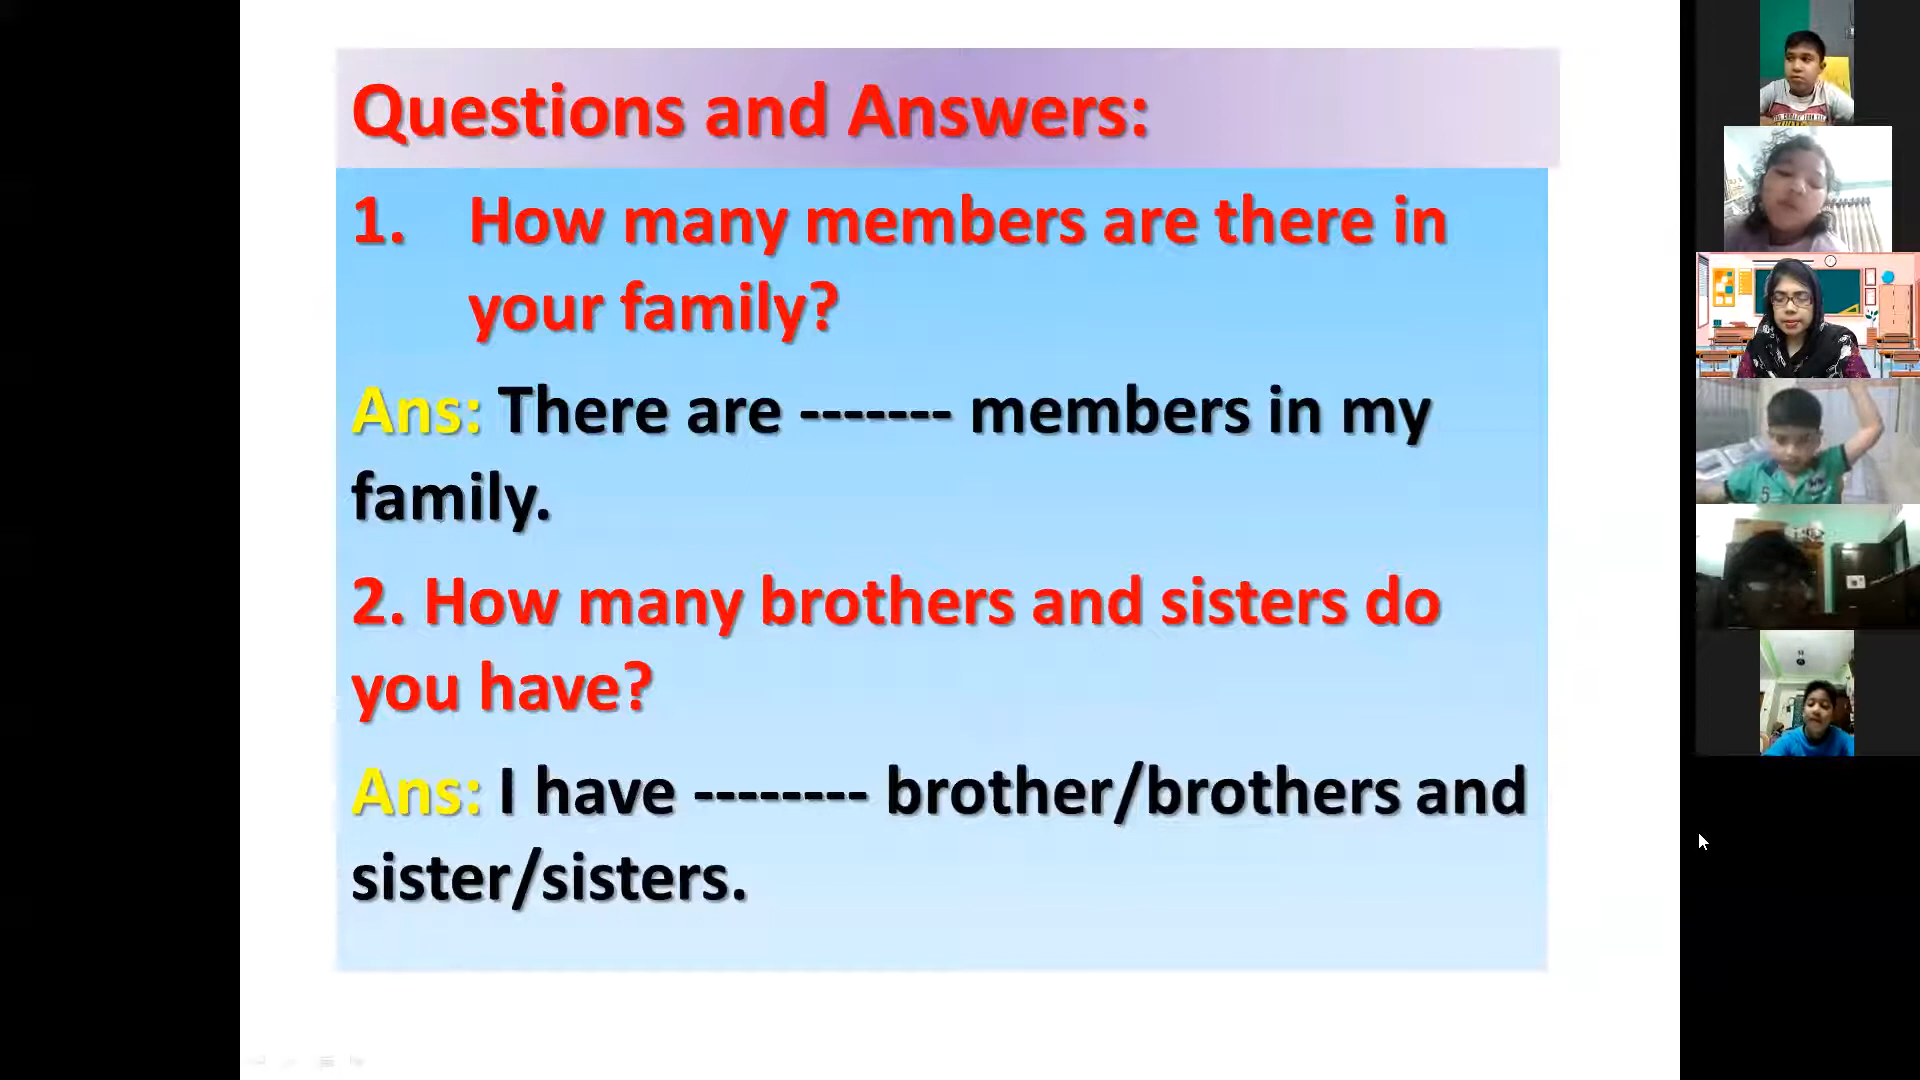 Questions and Answers:
1. How many members are there in
your family?
Ans: There are ------- members in my
family.
2. How many brothers and sisters do
you have?
Ans: I have -------- brother/brothers and
sister/sisters.